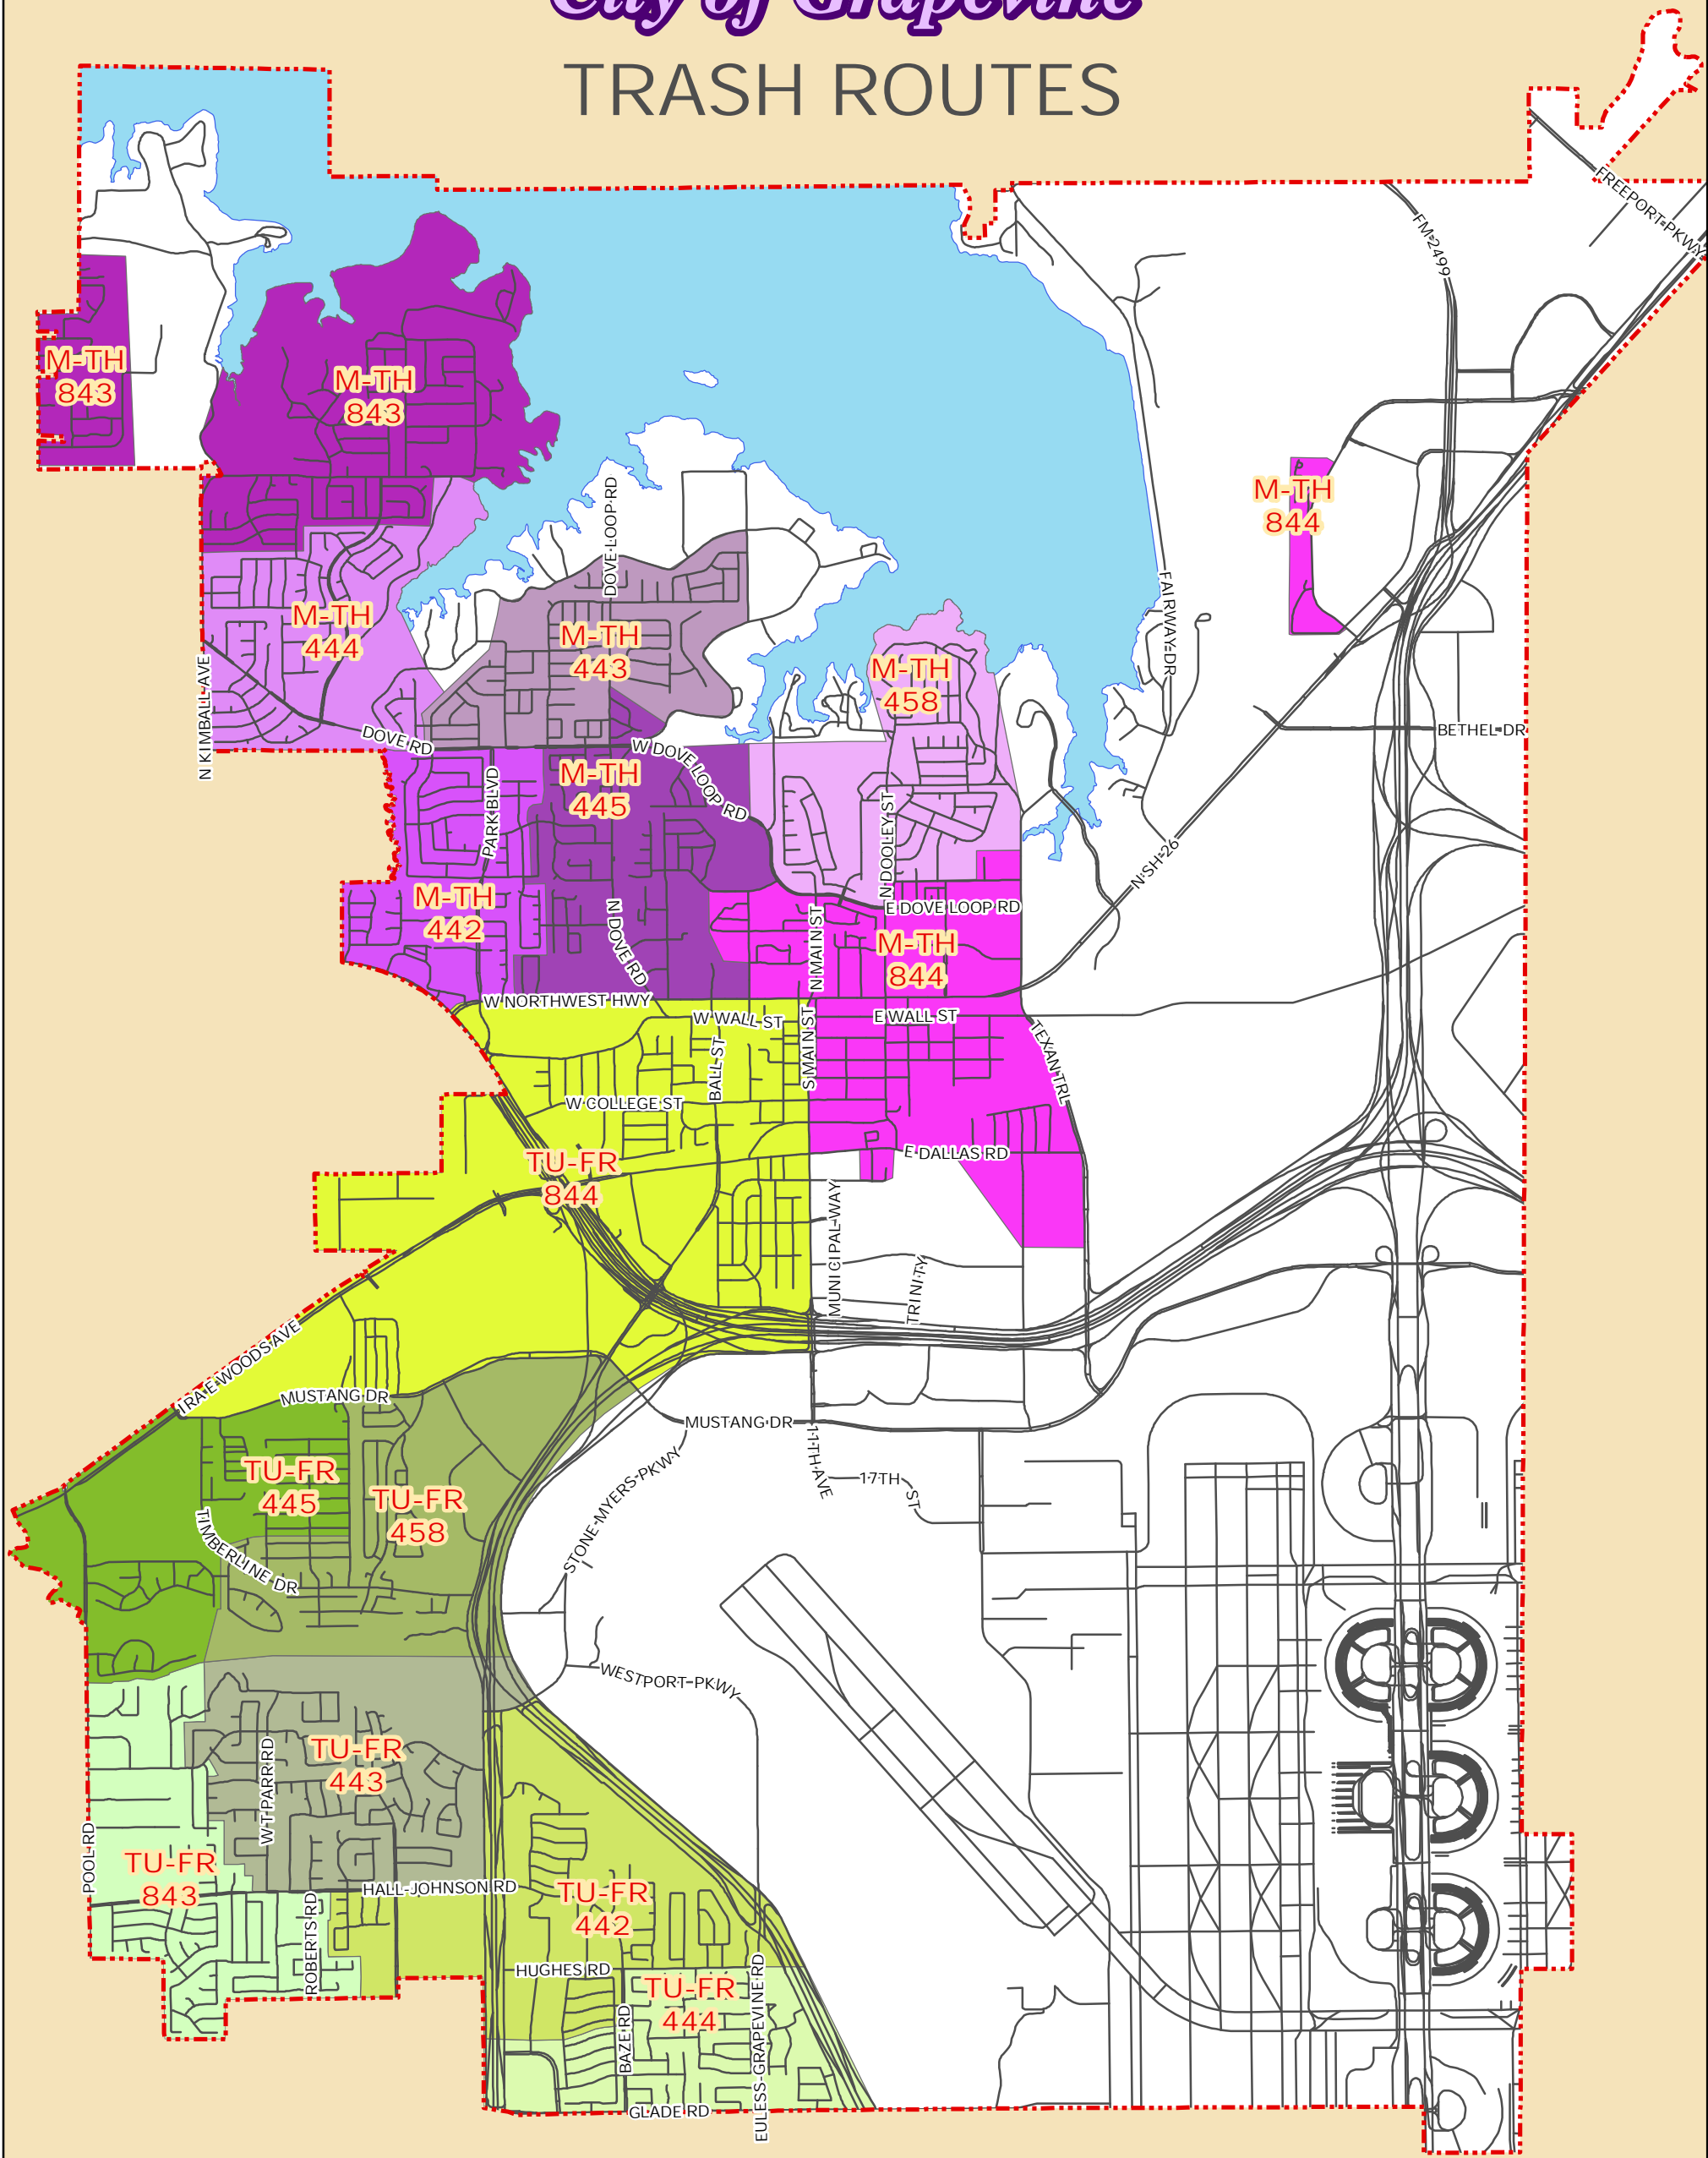 City of Grapevine
TRASH ROUTES
FREEPORT PKWY
FM 2499
M-TH
843
M-TH
843
M-TH
844
DOVE LOOP RD
FAIRWAY DR
M-TH
444
M-TH
443
M-TH
458
N KIMBALL AVE
DOVE RD
W DOVE LOOP RD
BETHEL DR
M-TH
445
PARK BLVD
N DOOLEY ST
N SH 26
M-TH
442
N DOVE RD
N MAIN ST
E DOVE LOOP RD
M-TH
844
W NORTHWEST HWY
W WALL ST
E WALL ST
S MAIN ST
BALL ST
TEXAN TRL
W COLLEGE ST
E DALLAS RD
TU-FR
844
MUNICIPAL WAY
TRINITY
IRA E WOODS AVE
MUSTANG DR
MUSTANG DR
11TH AVE
17TH ST
STONE MYERS PKWY
TU-FR
445
TU-FR
458
TIMBERLINE DR
WESTPORT PKWY
TU-FR
443
W T PARR RD
POOL RD
TU-FR
843
HALL-JOHNSON RD
ROBERTS RD
TU-FR
442
HUGHES RD
TU-FR
444
BAZE RD
EULESS-GRAPEVINE RD
GLADE RD